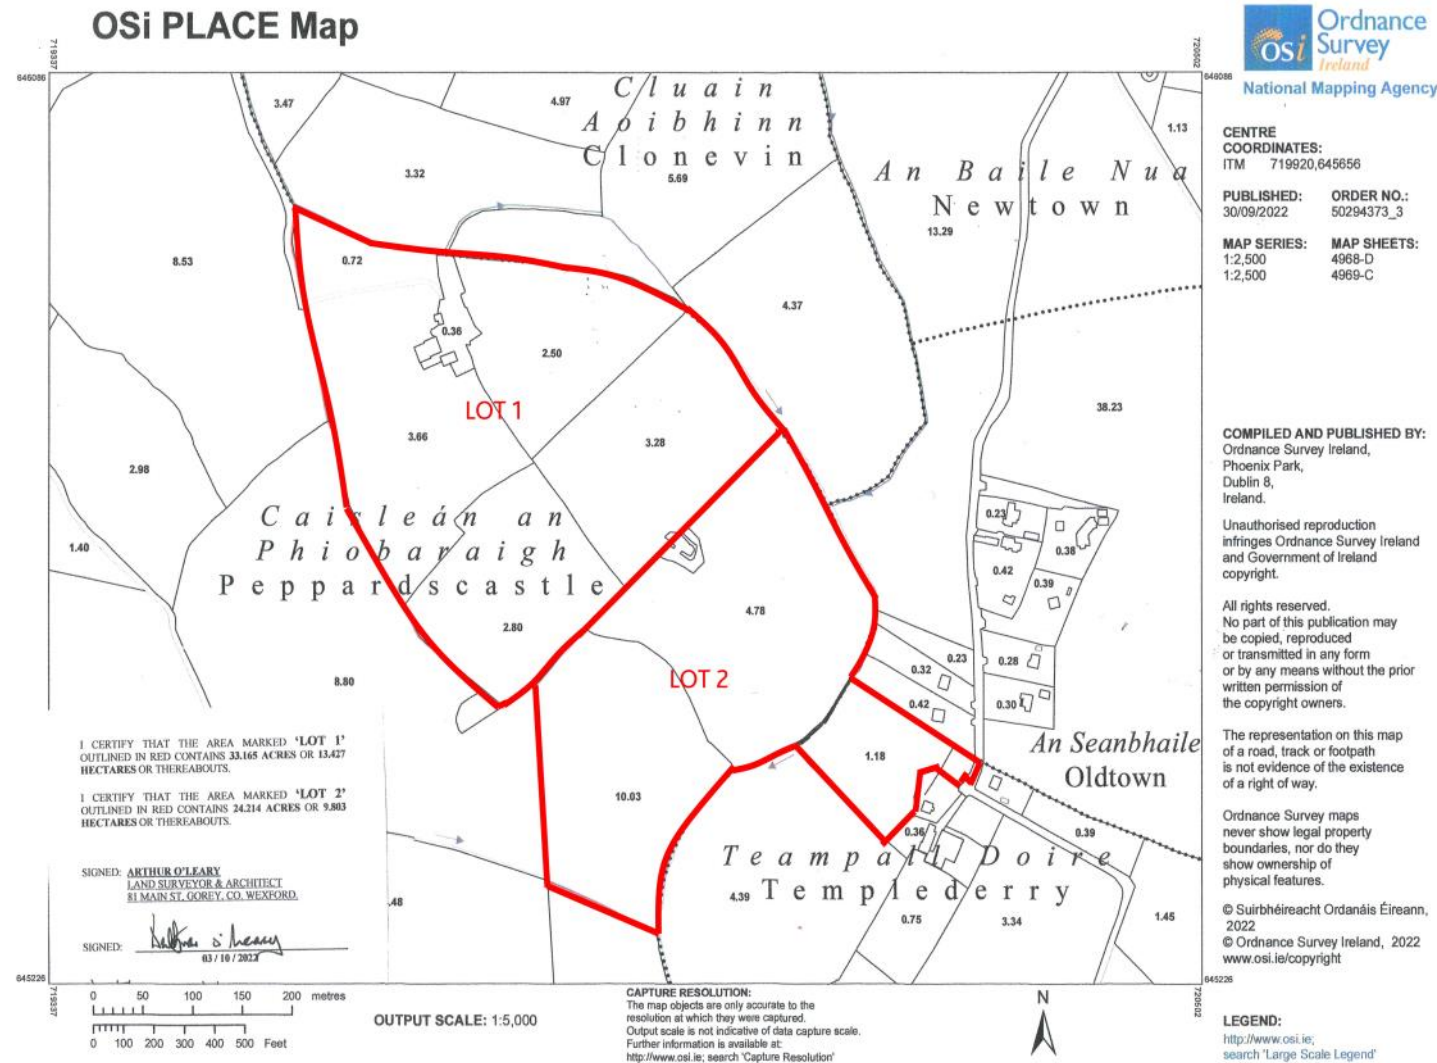 OSi PLACE Map
Ordnance
Survey
Ireland
OSi
National Mapping Agency
719337
720502
646086
646086
CENTRE
COORDINATES:
ITM 719920,645656
PUBLISHED: ORDER NO.:
30/09/2022 50294373_3
MAP SERIES: MAP SHEETS:
1:2,500 4968-D
1:2,500 4969-C
COMPILED AND PUBLISHED BY:
Ordnance Survey Ireland,
Phoenix Park,
Dublin 8,
Ireland.
Unauthorised reproduction
infringes Ordnance Survey Ireland
and Government of Ireland
copyright.
All rights reserved.
No part of this publication may
be copied, reproduced
or transmitted in any form
or by any means without the prior
written permission of
the copyright owners.
The representation on this map
of a road, track or footpath
is not evidence of the existence
of a right of way.
Ordnance Survey maps
never show legal property
boundaries, nor do they
show ownership of
physical features.
© Suirbhéireacht Ordanáis Éireann,
2022
© Ordnance Survey Ireland, 2022
www.osi.ie/copyright
LEGEND:
http://www.osi.ie;
search 'Large Scale Legend'
3.47
4.97
Cluain
Aoibhinn
Clonevin
1.13
3.32
5.69
An Baile Nua
Newtown
13.29
8.53
0.72
4.37
0.36
2.50
LOT 1
38.23
3.66
3.28
2.98
Caisleán an
Phiobaraigh
Peppardscastle
1.40
0.23
0.38
0.42
0.39
4.78
2.80
0.32
0.23
0.28
8.80
LOT 2
0.42
0.30
An Seanbhaile
Oldtown
1.18
10.03
0.36
0.39
Teampall Doire
Templederry
4.39
.48
0.75
3.34
1.45
I CERTIFY THAT THE AREA MARKED 'LOT 1'
OUTLINED IN RED CONTAINS 33.165 ACRES OR 13.427
HECTARES OR THEREABOUTS.
I CERTIFY THAT THE AREA MARKED 'LOT 2'
OUTLINED IN RED CONTAINS 24.214 ACRES OR 9.803
HECTARES OR THEREABOUTS.
SIGNED: ARTHUR O'LEARY
LAND SURVEYOR & ARCHITECT
81 MAIN ST, GOREY, CO. WEXFORD.
SIGNED:
03 / 10 / 2022
645226
645226
719337
720502
0 50 100 150 200 metres
0 100 200 300 400 500 Feet
OUTPUT SCALE: 1:5,000
CAPTURE RESOLUTION:
The map objects are only accurate to the
resolution at which they were captured.
Output scale is not indicative of data capture scale.
Further information is available at:
http://www.osi.ie; search 'Capture Resolution'
N